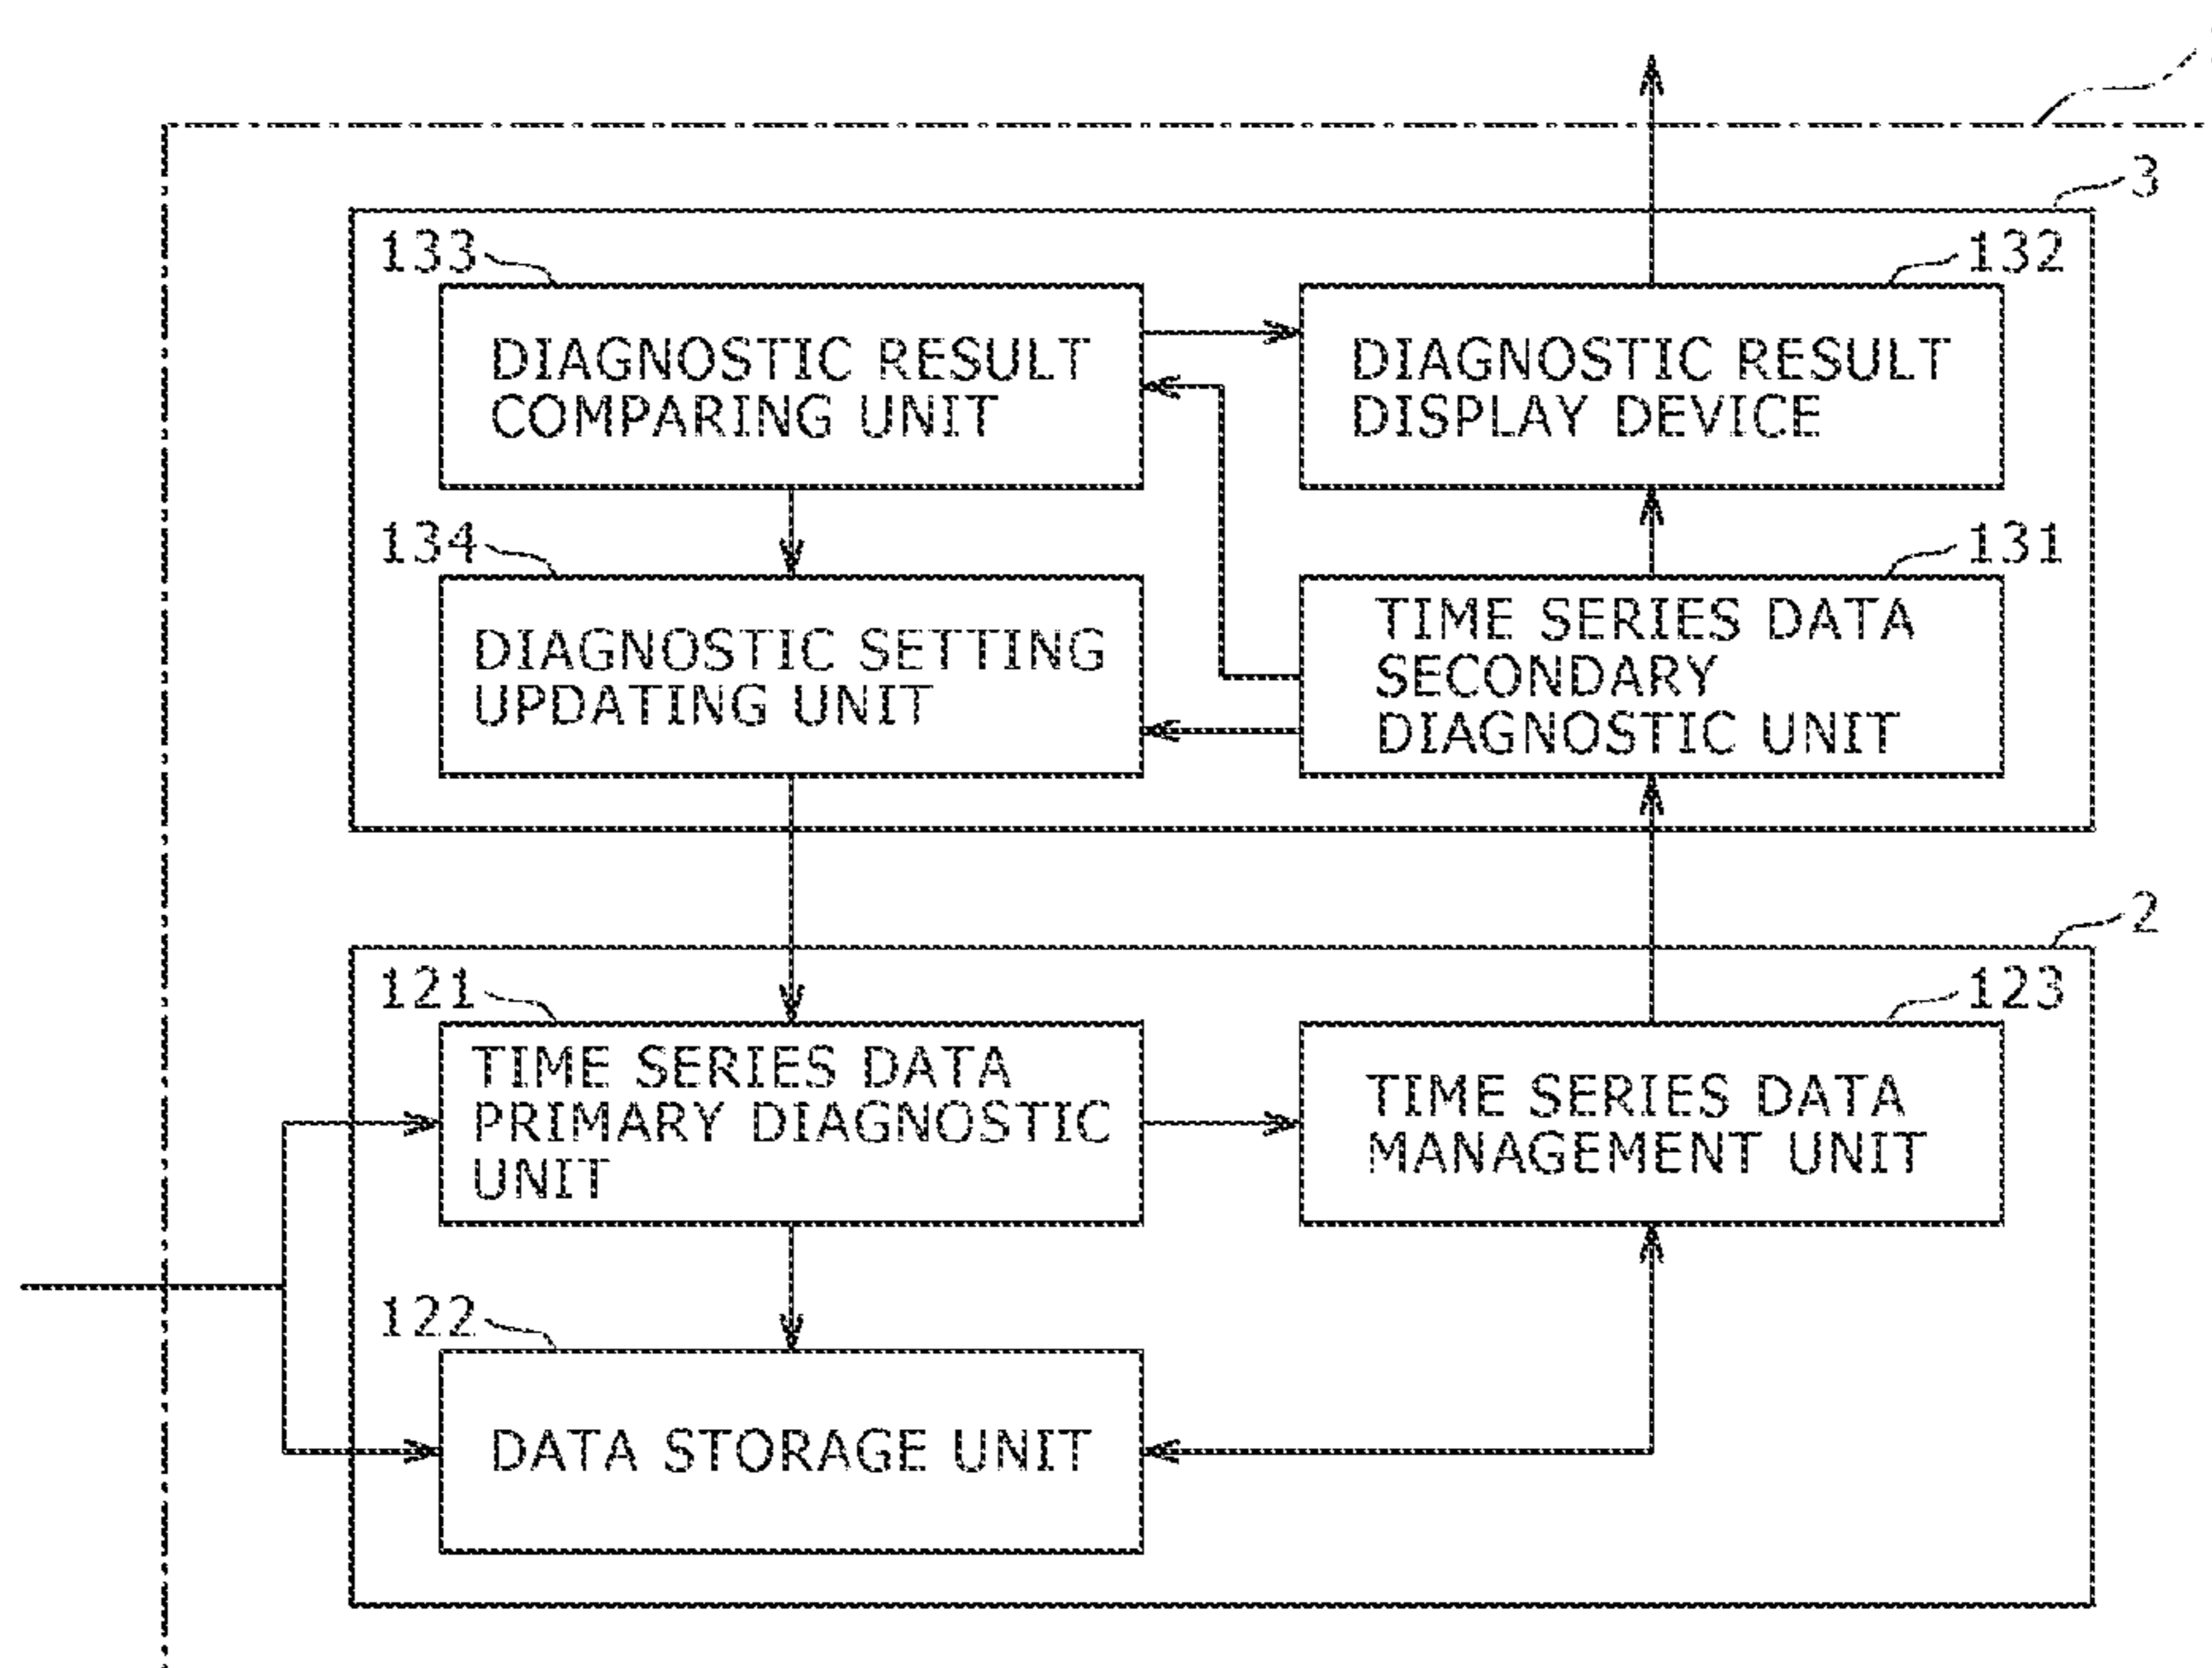 3
133
132
DIAGNOSTIC RESULT
COMPARING UNIT
DIAGNOSTIC RESULT
DISPLAY DEVICE
134
131
DIAGNOSTIC SETTING
UPDATING UNIT
TIME SERIES DATA
SECONDARY
DIAGNOSTIC UNIT
2
121
123
TIME SERIES DATA
PRIMARY DIAGNOSTIC
UNIT
TIME SERIES DATA
MANAGEMENT UNIT
122
DATA STORAGE UNIT